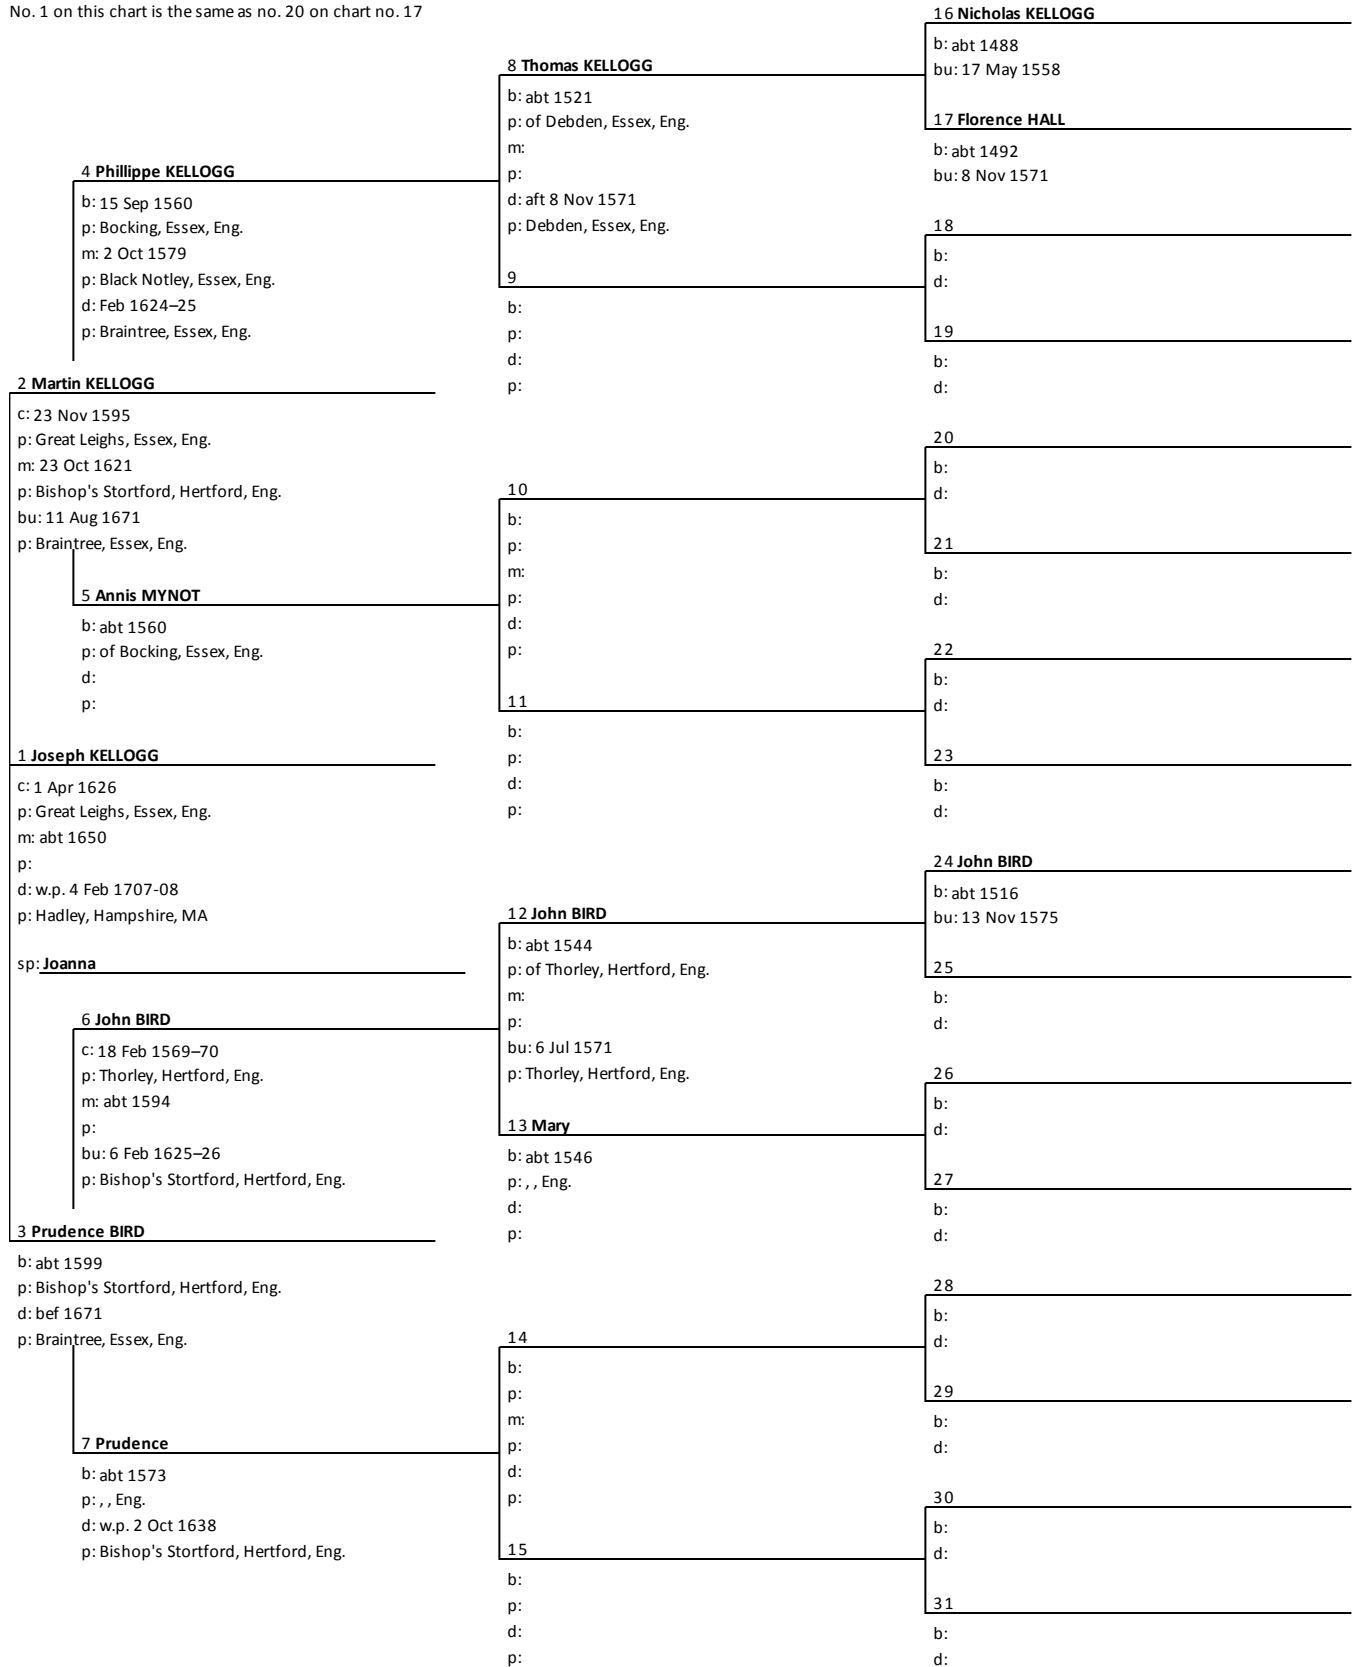 No. 1 on this chart is the same as no. 20 on chart no. 17
16 Nicholas KELLOGG
b: abt 1488
bu: 17 May 1558
8 Thomas KELLOGG
b: abt 1521
p: of Debden, Essex, Eng.
m:
p:
d: aft 8 Nov 1571
p: Debden, Essex, Eng.
17 Florence HALL
b: abt 1492
bu: 8 Nov 1571
4 Phillippe KELLOGG
b: 15 Sep 1560
p: Bocking, Essex, Eng.
m: 2 Oct 1579
p: Black Notley, Essex, Eng.
d: Feb 1624–25
p: Braintree, Essex, Eng.
18
b:
d:
9
b:
p:
d:
p:
19
b:
d:
2 Martin KELLOGG
c: 23 Nov 1595
p: Great Leighs, Essex, Eng.
m: 23 Oct 1621
p: Bishop's Stortford, Hertford, Eng.
bu: 11 Aug 1671
p: Braintree, Essex, Eng.
20
b:
d:
10
b:
p:
m:
p:
d:
p:
21
b:
d:
5 Annis MYNOT
b: abt 1560
p: of Bocking, Essex, Eng.
d:
p:
22
b:
d:
11
b:
p:
d:
p:
23
b:
d:
1 Joseph KELLOGG
c: 1 Apr 1626
p: Great Leighs, Essex, Eng.
m: abt 1650
p:
d: w.p. 4 Feb 1707-08
p: Hadley, Hampshire, MA
sp: Joanna
24 John BIRD
b: abt 1516
bu: 13 Nov 1575
12 John BIRD
b: abt 1544
p: of Thorley, Hertford, Eng.
m:
p:
bu: 6 Jul 1571
p: Thorley, Hertford, Eng.
25
b:
d:
6 John BIRD
c: 18 Feb 1569–70
p: Thorley, Hertford, Eng.
m: abt 1594
p:
bu: 6 Feb 1625–26
p: Bishop's Stortford, Hertford, Eng.
26
b:
d:
13 Mary
b: abt 1546
p: , , Eng.
d:
p:
27
b:
d:
3 Prudence BIRD
b: abt 1599
p: Bishop's Stortford, Hertford, Eng.
d: bef 1671
p: Braintree, Essex, Eng.
28
b:
d:
14
b:
p:
m:
p:
d:
p:
29
b:
d:
7 Prudence
b: abt 1573
p: , , Eng.
d: w.p. 2 Oct 1638
p: Bishop's Stortford, Hertford, Eng.
30
b:
d:
15
b:
p:
d:
p:
31
b:
d: